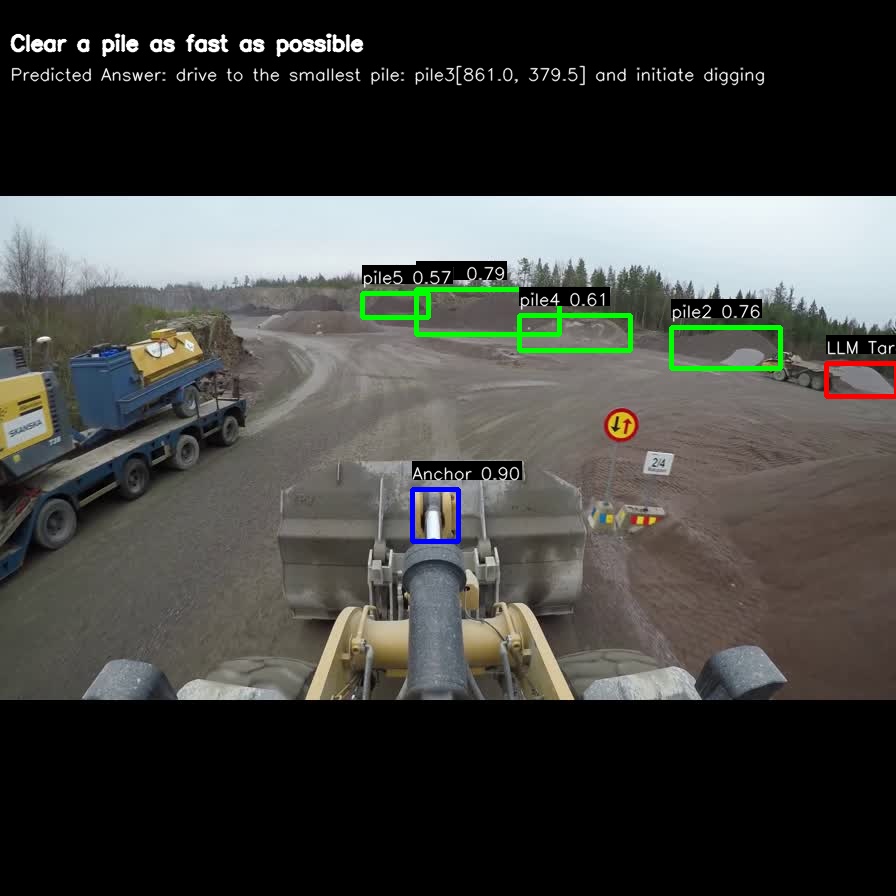 Clear a pile as fast as possible
Predicted Answer: drive to the smallest pile: pile3[861.0, 379.5] and initiate digging
pile5 0.57
0.79
pile4 0.61
pile2 0.76
LLM Tar
Anchor 0.90
2/4
SKANSKA